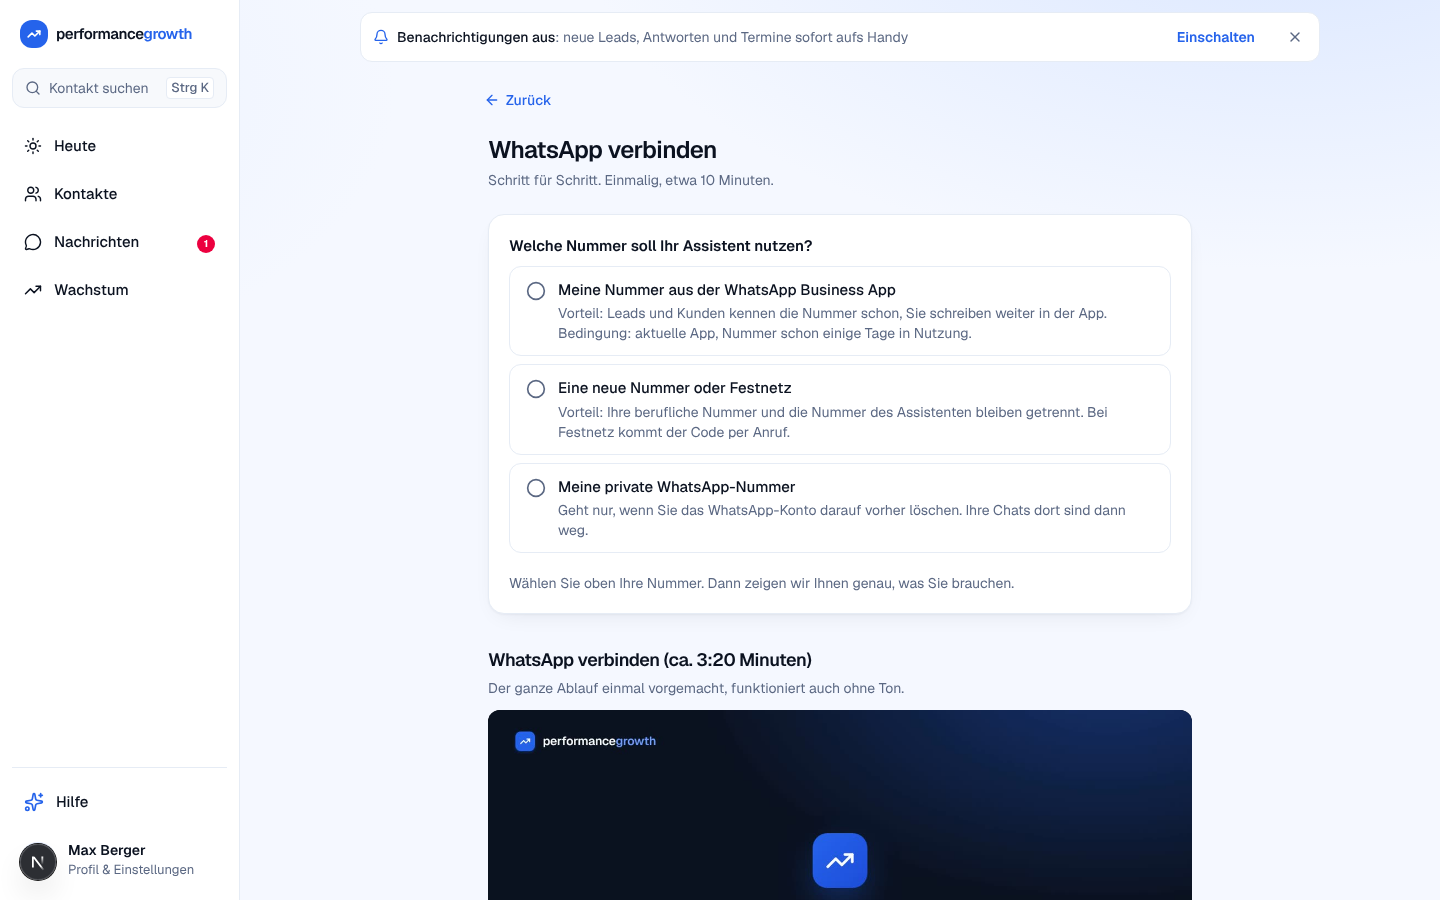 performancegrowth
Kontakt suchen
Strg K
Heute
Kontakte
Nachrichten
1
Wachstum
Hilfe
N
Max Berger
Profil & Einstellungen
Benachrichtigungen aus: neue Leads, Antworten und Termine sofort aufs Handy
Einschalten
Zurück
WhatsApp verbinden
Schritt für Schritt. Einmalig, etwa 10 Minuten.
Welche Nummer soll Ihr Assistent nutzen?
Meine Nummer aus der WhatsApp Business App
Vorteil: Leads und Kunden kennen die Nummer schon, Sie schreiben weiter in der App.
Bedingung: aktuelle App, Nummer schon einige Tage in Nutzung.
Eine neue Nummer oder Festnetz
Vorteil: Ihre berufliche Nummer und die Nummer des Assistenten bleiben getrennt. Bei
Festnetz kommt der Code per Anruf.
Meine private WhatsApp-Nummer
Geht nur, wenn Sie das WhatsApp-Konto darauf vorher löschen. Ihre Chats dort sind dann
weg.
Wählen Sie oben Ihre Nummer. Dann zeigen wir Ihnen genau, was Sie brauchen.
WhatsApp verbinden (ca. 3:20 Minuten)
Der ganze Ablauf einmal vorgemacht, funktioniert auch ohne Ton.
performancegrowth